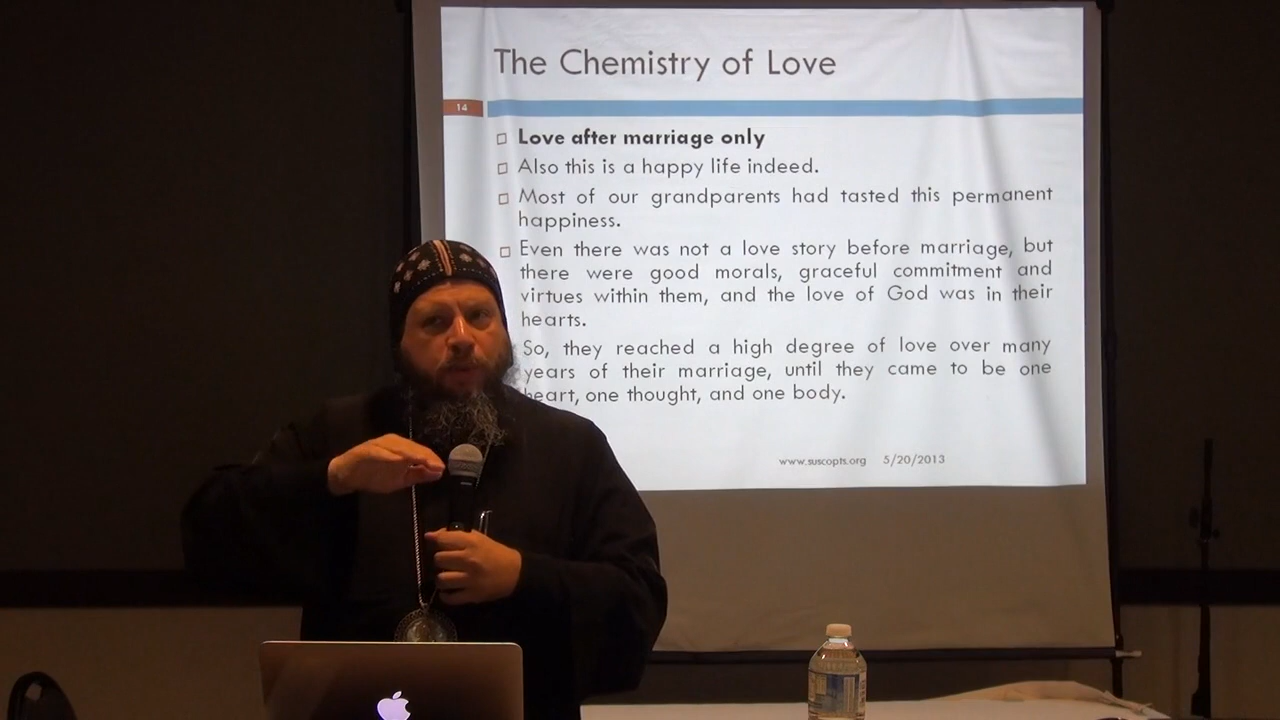 The Chemistry of Love
14
Love after marriage only
Also this is a happy life indeed.
Most of our grandparents had tasted this permanent
happiness.
Even there was not a love story before marriage, but
there were good morals, graceful commitment and
virtues within them, and the love of God was in their
hearts.
So, they reached a high degree of love over many
years of their marriage, until they came to be one
heart, one thought, and one body.
www.suscopts.org 5/20/2013